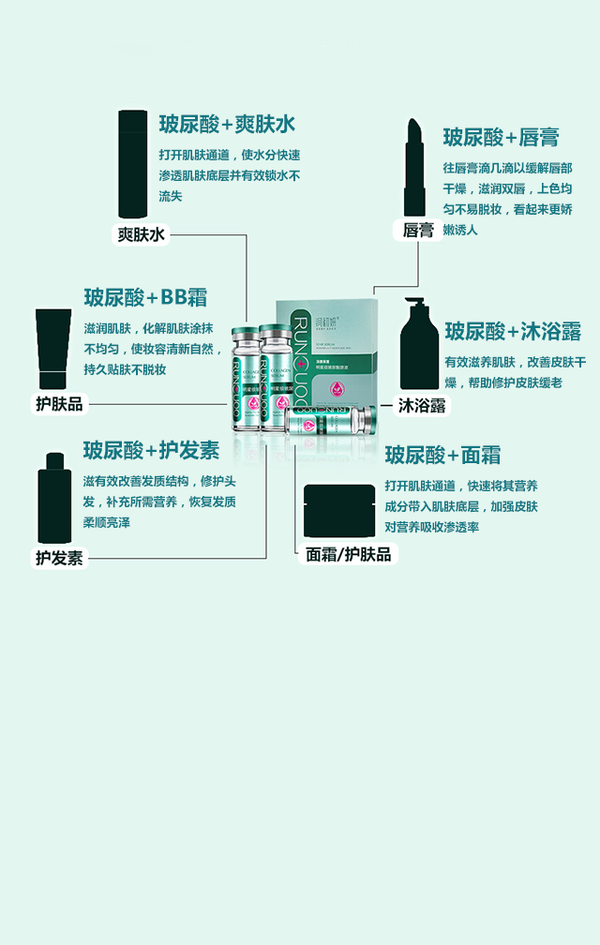 玻尿酸+爽肤水
打开肌肤通道，使水分快速
渗透肌肤底层并有效锁水不
流失
爽肤水
玻尿酸+唇膏
往唇膏滴几滴以缓解唇部
干燥，滋润双唇，上色均
匀不易脱妆，看起来更娇
嫩诱人
唇膏
玻尿酸+BB霜
滋润肌肤，化解肌肤涂抹
不均匀，使妆容清新自然，
持久贴肤不脱妆
护肤品
RUN
COLLAGEN
SERUM
玻尿酸+沐浴露
有效滋养肌肤，改善皮肤干
燥，帮助修护皮肤缓老
沐浴露
玻尿酸+护发素
滋有效改善发质结构，修护头
发，补充所需营养，恢复发质
柔顺亮泽
护发素
玻尿酸+面霜
打开肌肤通道，快速将其营养
成分带入肌肤底层，加强皮肤
对营养吸收渗透率
面霜/护肤品